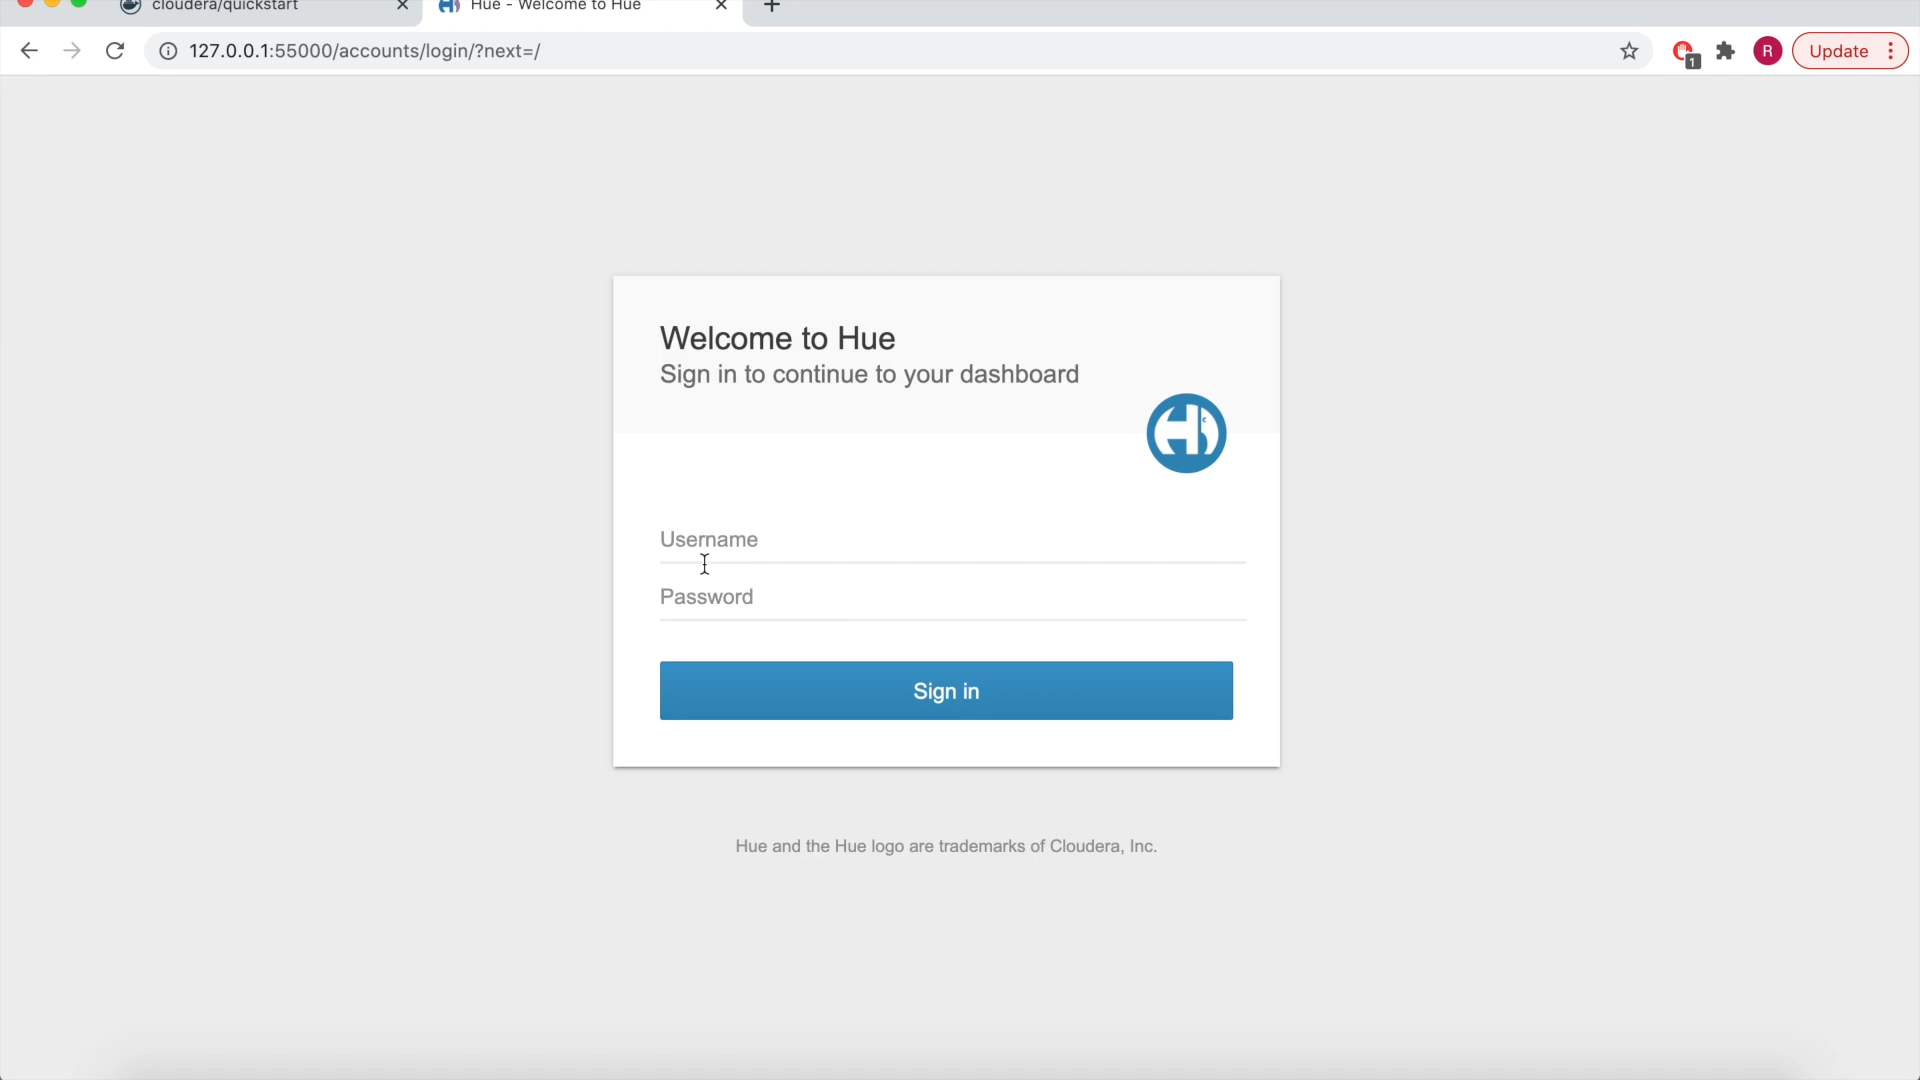 cloudera/quickstart
Hue - Welcome to Hue
127.0.0.1:55000/accounts/login/?next=/
1
R
Update
Welcome to Hue
Sign in to continue to your dashboard
Username
Password
Sign in
Hue and the Hue logo are trademarks of Cloudera, Inc.